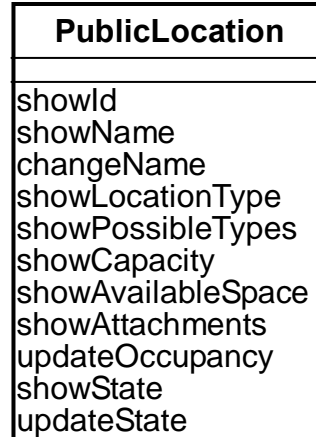 PublicLocation
showId
showName
changeName
showLocationType
showPossibleTypes
showCapacity
showAvailableSpace
showAttachments
updateOccupancy
showState
updateState